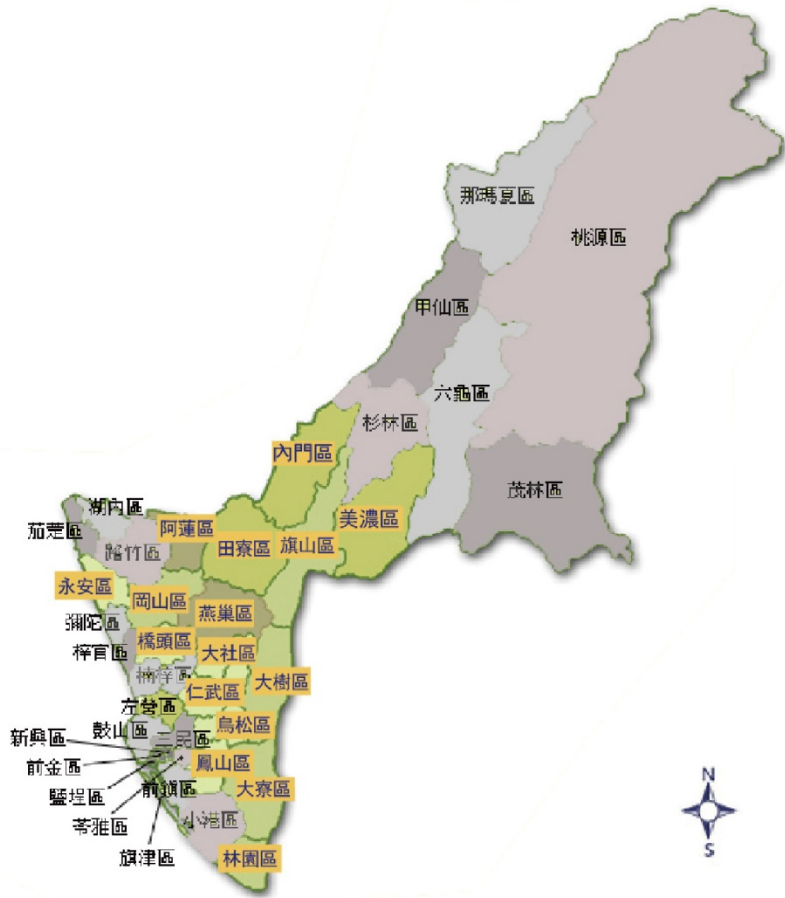 那瑪夏區
桃源區
甲仙區
六龜區
杉林區
內門區
茂林區
美濃區
湖內區
阿蓮區
茄萣區
旗山區
田寮區
路竹區
永安區
岡山區
燕巢區
彌陀區
橋頭區
梓官區
大社區
楠梓區
大樹區
仁武區
左營區
鳥松區
鼓山區
三民區
新興區
鳳山區
前金區
前鎮區
大寮區
鹽埕區
小港區
苓雅區
旗津區
林園區
N
S